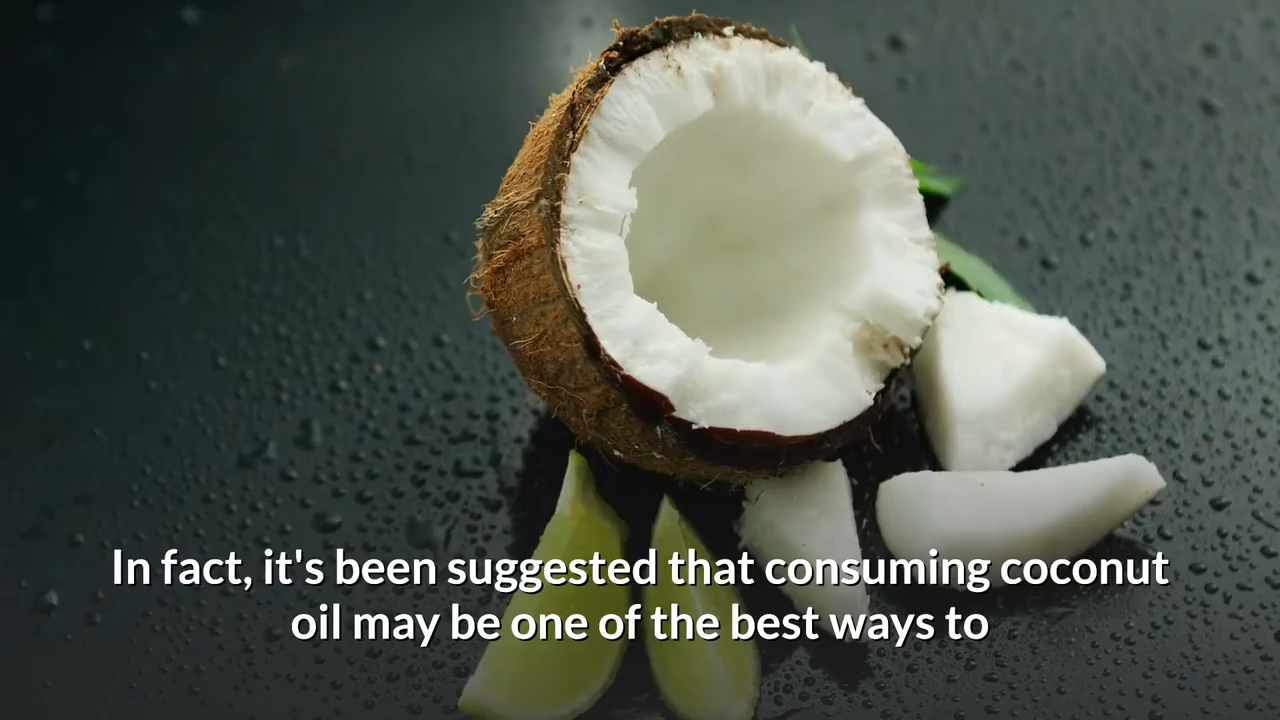 In fact, it's been suggested that consuming coconut
oil may be one of the best ways to